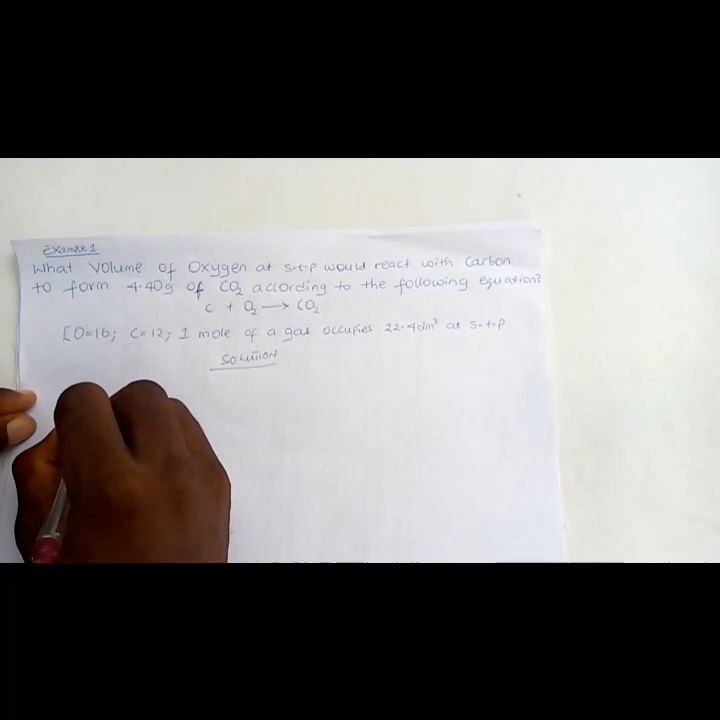 Example 1
What Volume of Oxygen at s.t.p would react with Carbon
to form 4.40g of CO₂ according to the following equation?
C + O₂ → CO₂
[O=16; C=12; 1 mole of a gas occupies 22.4dm³ at s.t.p
SOLUTION